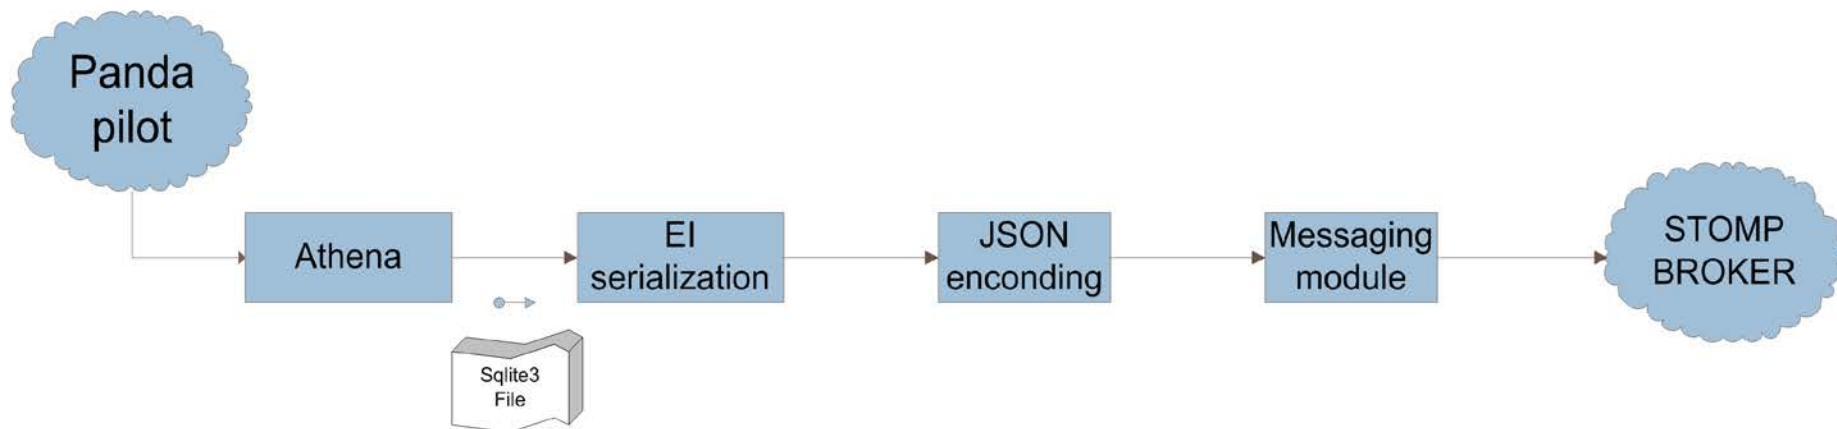 Panda
pilot
Athena
EI
serialization
JSON
enconding
Messaging
module
STOMP
BROKER
Sqlite3
File